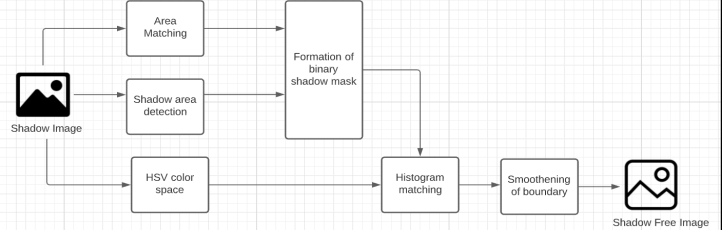 Area
Matching
Formation of
binary
shadow mask
Shadow area
detection
Shadow Image
HSV color
space
Histogram
matching
Smoothening
of boundary
Shadow Free Image